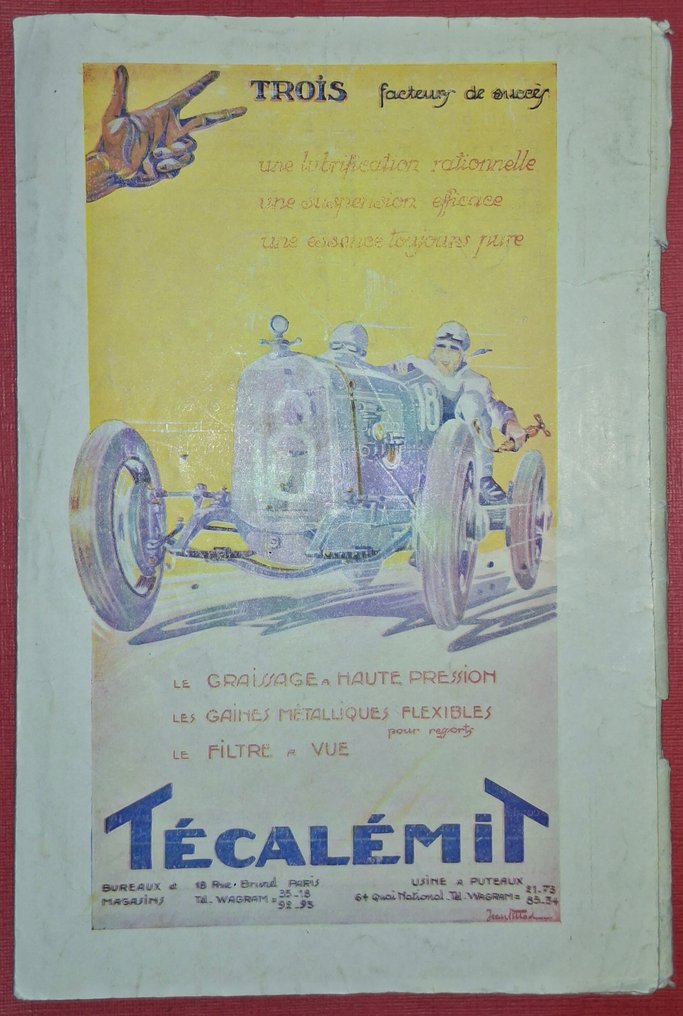 TROIS facteurs de succès
une lubrification rationnelle
une suspension efficace
une essence toujours pure
18
18
LE GRAISSAGE A HAUTE PRESSION
LES GAINES MÉTALLIQUES FLEXIBLES
pour ressorts
LE FILTRE A VUE
TÉCALÉMIT
BUREAUX et MAGASINS
18 Rue Brunel PARIS
Tél. WAGRAM = 35-18
92-93
USINE A PUTEAUX
64 Quai National Tél. WAGRAM = 21-73
85-34